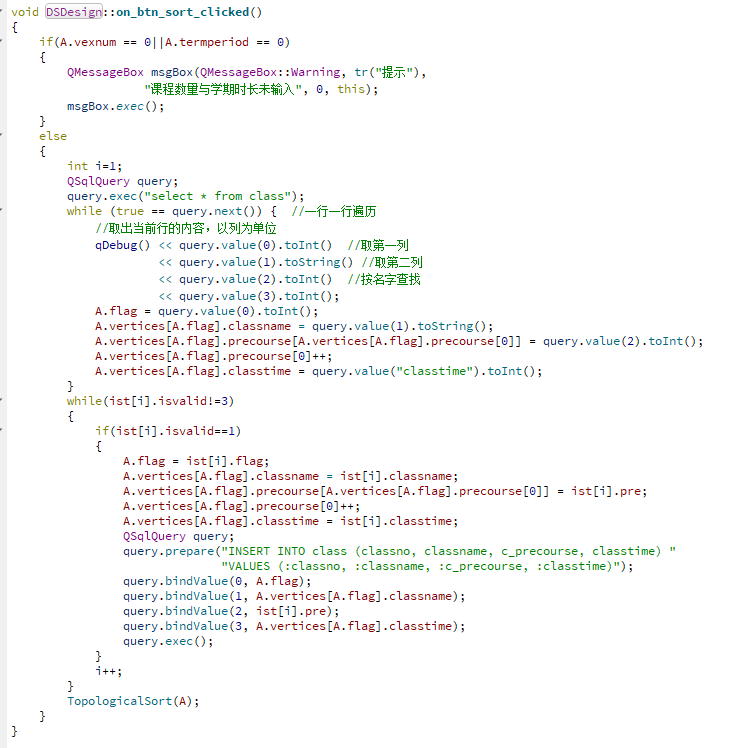 void DSDesign::on_btn_sort_clicked()
{
    if(A.vexnum == 0||A.termperiod == 0)
    {
        QMessageBox msgBox(QMessageBox::Warning, tr("提示"),
                   "课程数量与学期时长未输入", 0, this);
        msgBox.exec();
    }
    else
    {
        int i=1;
        QSqlQuery query;
        query.exec("select * from class");
        while (true == query.next()) {  //一行一行遍历
            //取出当前行的内容，以列为单位
            qDebug() << query.value(0).toInt()  //取第一列
                     << query.value(1).toString() //取第二列
                     << query.value(2).toInt()  //按名字查找
                     << query.value(3).toInt();
            A.flag = query.value(0).toInt();
            A.vertices[A.flag].classname = query.value(1).toString();
            A.vertices[A.flag].precourse[A.vertices[A.flag].precourse[0]] = query.value(2).toInt();
            A.vertices[A.flag].precourse[0]++;
            A.vertices[A.flag].classtime = query.value("classtime").toInt();
        }
        while(ist[i].isvalid!=3)
        {
            if(ist[i].isvalid==1)
            {
                A.flag = ist[i].flag;
                A.vertices[A.flag].classname = ist[i].classname;
                A.vertices[A.flag].precourse[A.vertices[A.flag].precourse[0]] = ist[i].pre;
                A.vertices[A.flag].precourse[0]++;
                A.vertices[A.flag].classtime = ist[i].classtime;
                QSqlQuery query;
                query.prepare("INSERT INTO class (classno, classname, c_precourse, classtime) "
                              "VALUES (:classno, :classname, :c_precourse, :classtime)");
                query.bindValue(0, A.flag);
                query.bindValue(1, A.vertices[A.flag].classname);
                query.bindValue(2, ist[i].pre);
                query.bindValue(3, A.vertices[A.flag].classtime);
                query.exec();
            }
            i++;
        }
        TopologicalSort(A);
    }
}